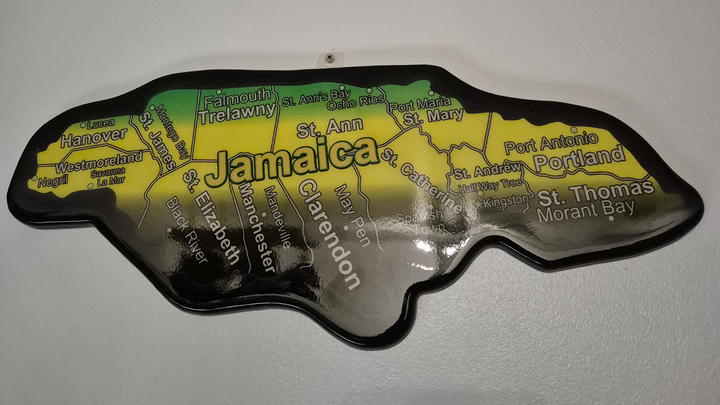 Lucea
Hanover
Westmoreland
Savanna
La Mar
Negril
Montego Bay
St. James
Falmouth
Trelawny
St. Ann's Bay
Ocho Rios
St. Ann
Port Maria
St. Mary
Jamaica
St. Elizabeth
Black River
Manchester
Mandeville
Clarendon
May Pen
St. Catherine
Spanish
Town
St. Andrew
Half Way Tree
Kingston
Port Antonio
Portland
St. Thomas
Morant Bay